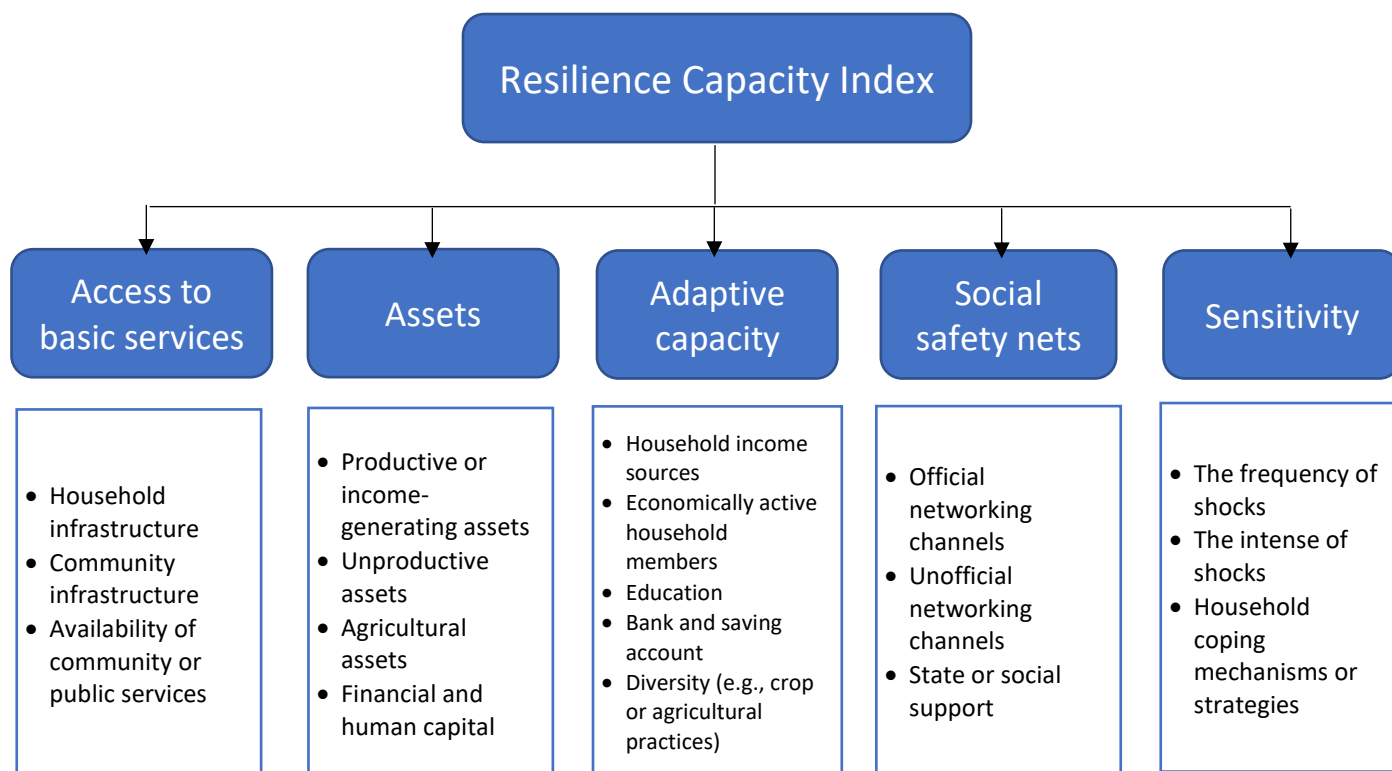 Resilience Capacity Index
Access to
basic services
Assets
Adaptive
capacity
Social
safety nets
Sensitivity
• Household
infrastructure
• Community
infrastructure
• Availability of
community or
public services
• Productive or
income-
generating assets
• Unproductive
assets
• Agricultural
assets
• Financial and
human capital
• Household income
sources
• Economically active
household
members
• Education
• Bank and saving
account
• Diversity (e.g., crop
or agricultural
practices)
• Official
networking
channels
• Unofficial
networking
channels
• State or social
support
• The frequency of
shocks
• The intense of
shocks
• Household
coping
mechanisms or
strategies